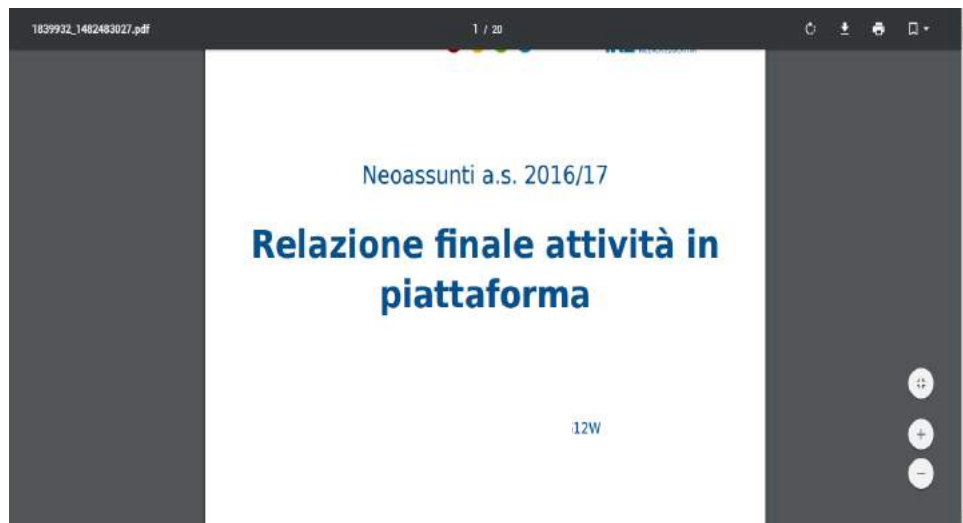 1839932_1482483027.pdf
1 / 20
Neoassunti a.s. 2016/17
Relazione finale attività in
piattaforma
12W